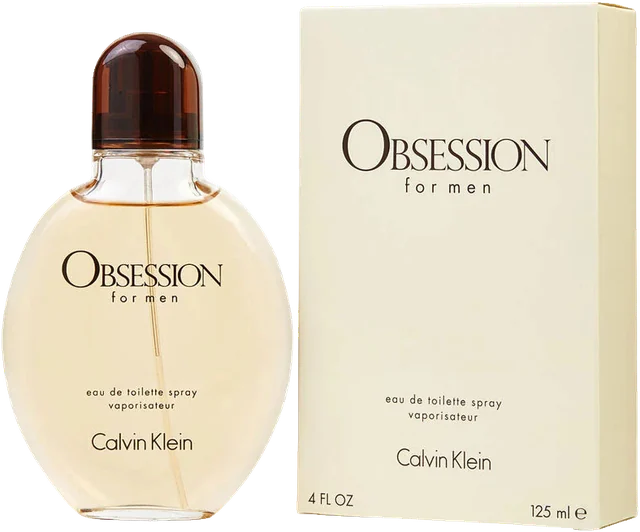 OBSESSION
for men
eau de toilette spray
vaporisateur
Calvin Klein
OBSESSION
for men
eau de toilette spray
vaporisateur
Calvin Klein
4 FL OZ
125 ml ℮